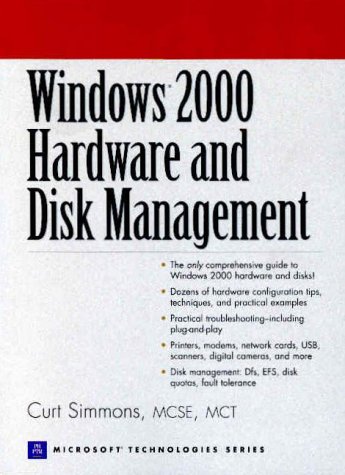 Windows™ 2000
Hardware and
Disk Management
• The only comprehensive guide to
Windows 2000 hardware and disks!
• Dozens of hardware configuration tips,
techniques, and practical examples
• Practical troubleshooting–including
plug-and-play
• Printers, modems, network cards, USB,
scanners, digital cameras, and more
• Disk management: Dfs, EFS, disk
quotas, fault tolerance
Curt Simmons, MCSE, MCT
PH
PTR
MICROSOFT® TECHNOLOGIES SERIES